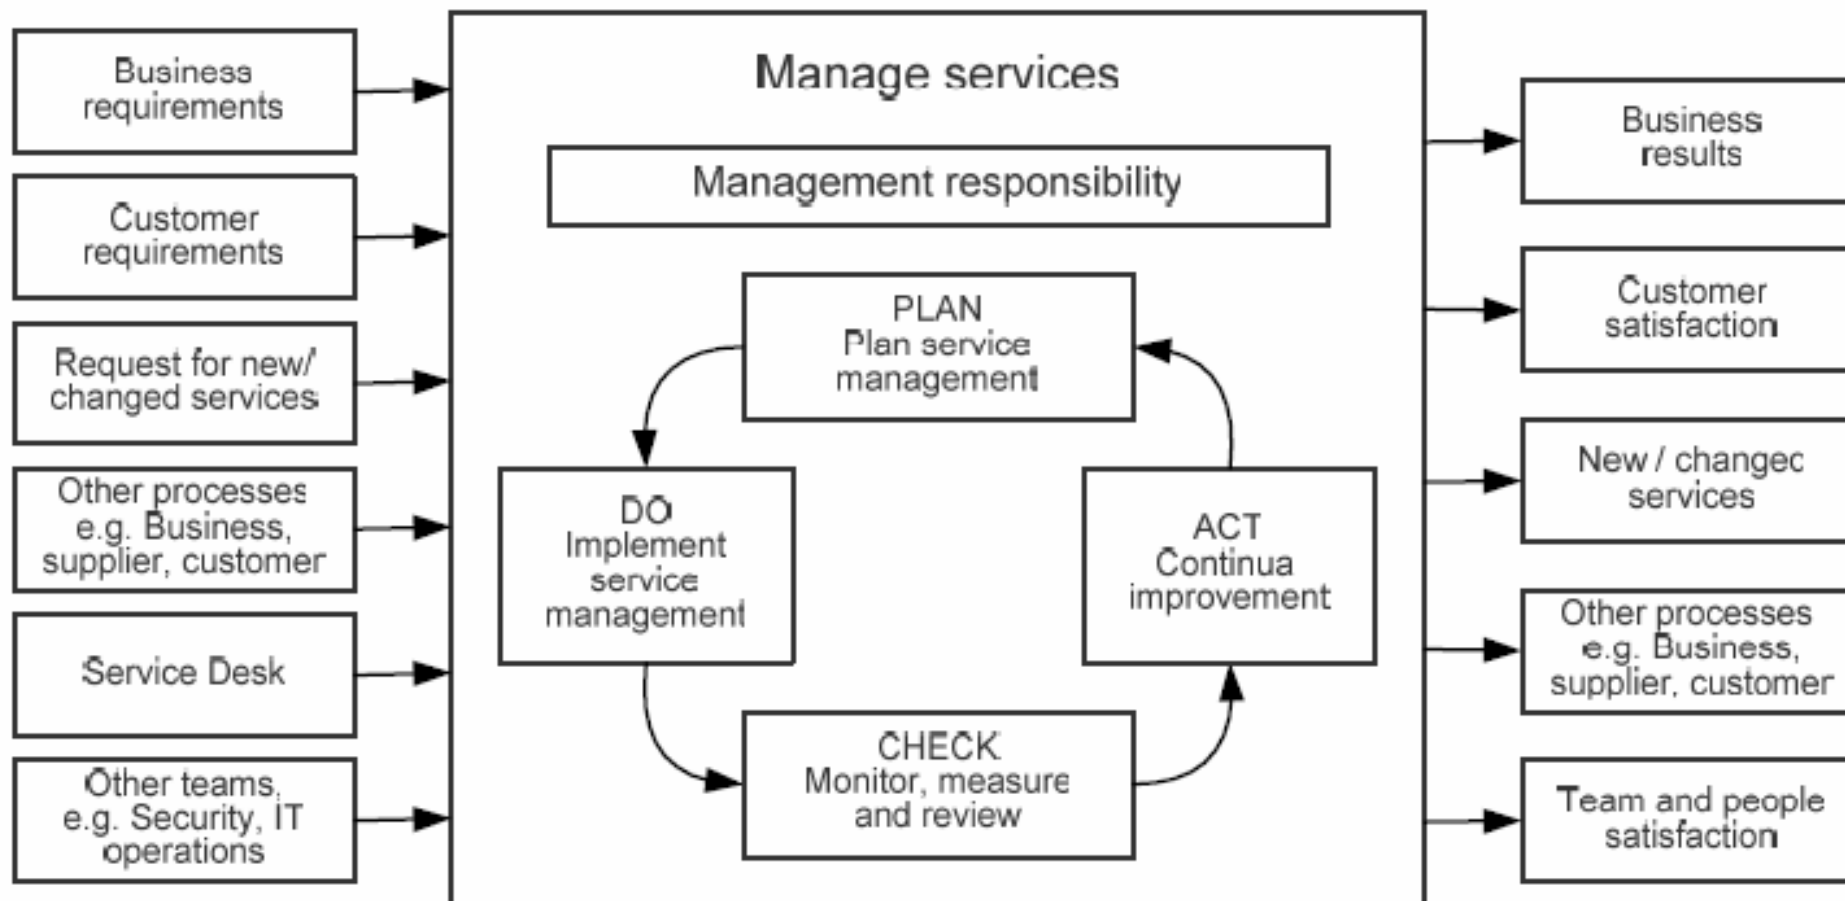 Business
requirements
Customer
requirements
Request for new/
changed services
Other processes
e.g. Business,
supplier, customer
Service Desk
Other teams,
e.g. Security, IT
operations
Manage services
Management responsibility
PLAN
Plan service
management
DO
Implement
service
management
CHECK
Monitor, measure
and review
ACT
Continua
improvement
Business
results
Customer
satisfaction
New / changed
services
Other processes
e.g. Business,
supplier, customer
Team and people
satisfaction